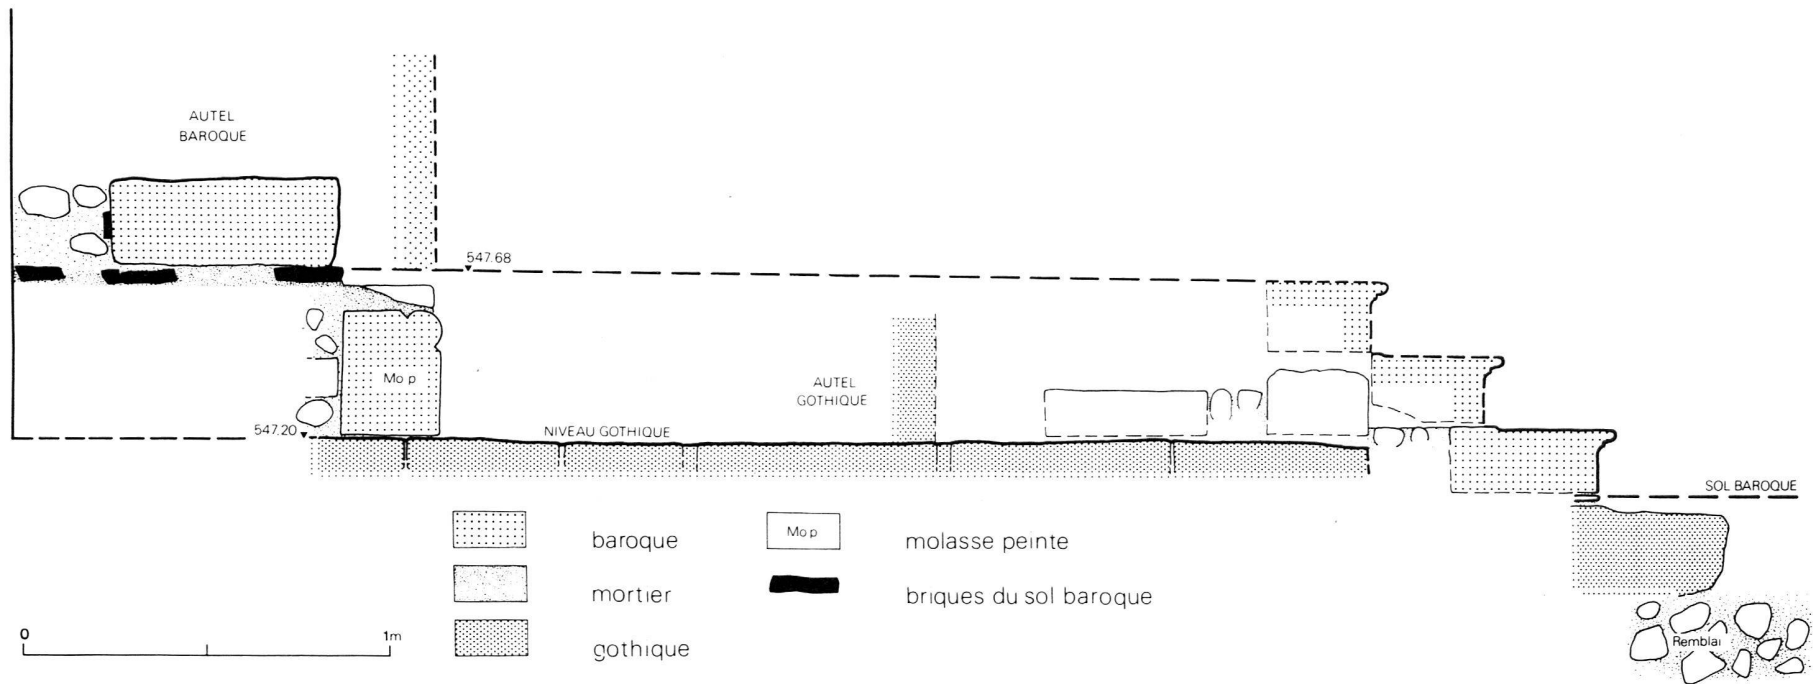 AUTEL
BAROQUE
547.68
Mo p
AUTEL
GOTHIQUE
547.20
NIVEAU GOTHIQUE
SOL BAROQUE
baroque
Mo p
molasse peinte
mortier
briques du sol baroque
gothique
0
1m
Remblai